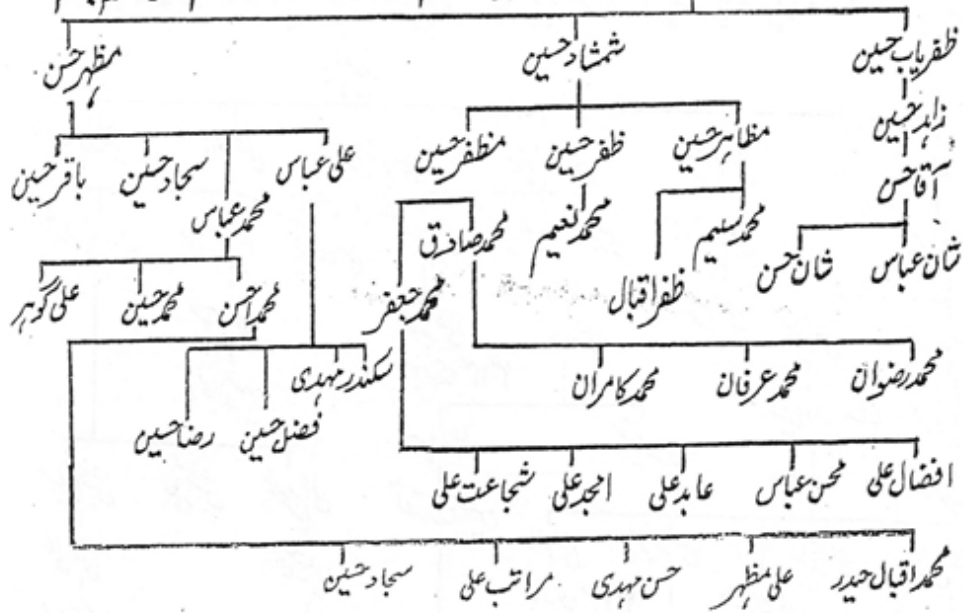 ظفریاب حسین شمشاد حسین مظہر حسن
زاہد حسین
مظاہر حسین ظفر حسین مظفر حسین علی عباس سجاد حسین باقر حسین
آقا حسن
محمد نسیم محمد نعیم محمد صادق محمد عباس
شان عباس شان حسن ظفر اقبال محمد جعفر محمد احسن محمد حسین علی گوہر
محمد رضوان محمد عرفان محمد کامران سکندر مہدی
فضل حسین رضا حسین
افضال علی محسن عباس عابد علی امجد علی شجاعت علی
محمد اقبال حیدر علی مظہر حسن مہدی مراتب علی سجاد حسین